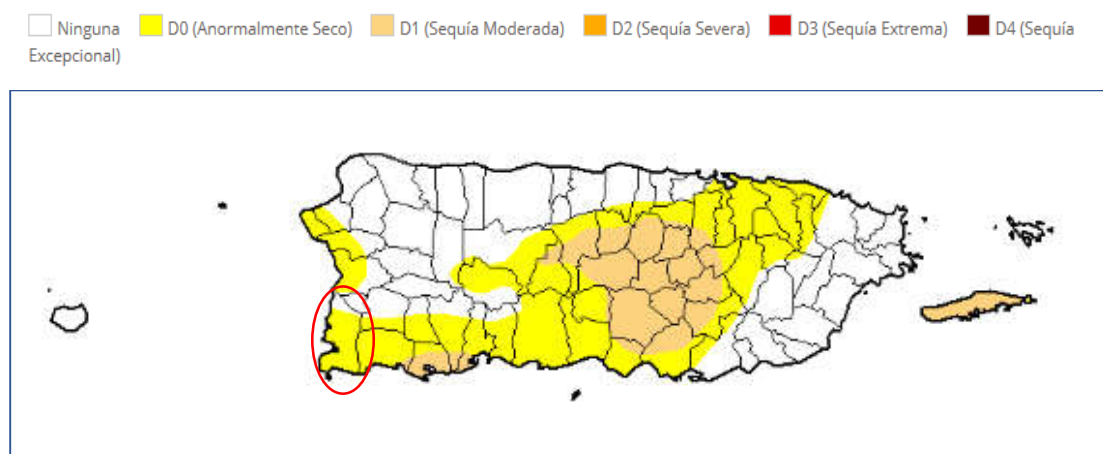 Ninguna D0 (Anormalmente Seco) D1 (Sequía Moderada) D2 (Sequía Severa) D3 (Sequía Extrema) D4 (Sequía
Excepcional)